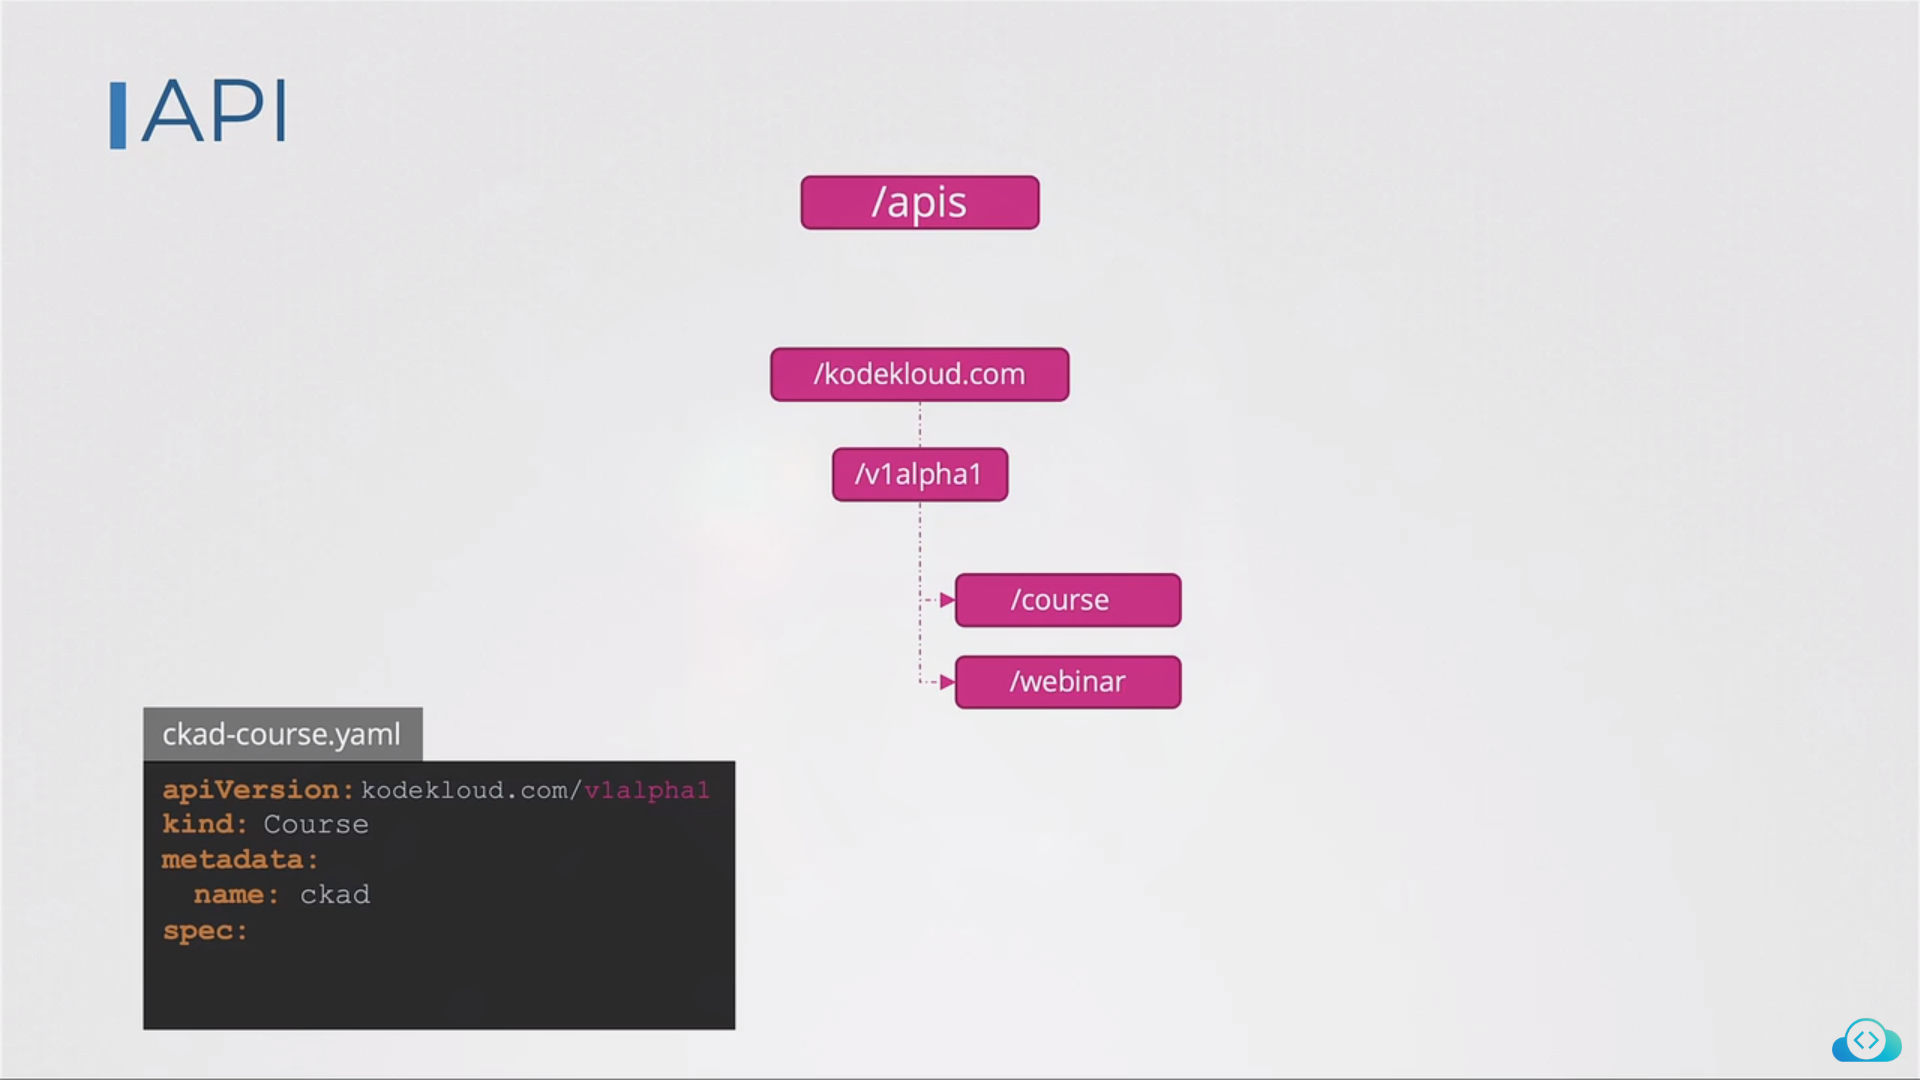 API
/apis
/kodekloud.com
/v1alpha1
/course
/webinar
ckad-course.yaml
apiVersion: kodekloud.com/v1alpha1
kind: Course
metadata:
  name: ckad
spec: